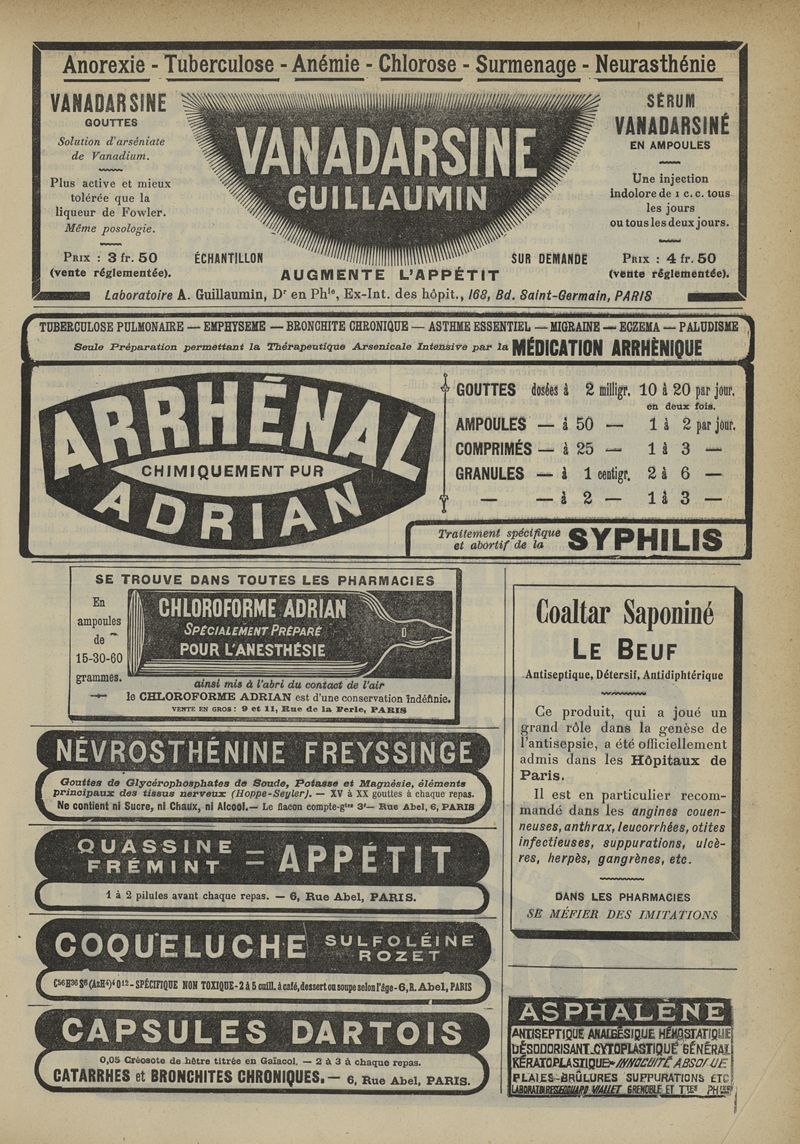 Anorexie - Tuberculose - Anémie - Chlorose - Surmenage - Neurasthénie
VANADARSINE
GOUTTES
Solution d'arséniate
de Vanadium.
Plus active et mieux
tolérée que la
liqueur de Fowler.
Même posologie.
PRIX : 3 fr. 50
(vente réglementée).
VANADARSINE
GUILLAUMIN
ÉCHANTILLON
SUR DEMANDE
AUGMENTE L'APPÉTIT
SÉRUM
VANADARSINÉ
EN AMPOULES
Une injection
indolore de 1 c. c. tous
les jours
ou tous les deux jours.
PRIX : 4 fr. 50
(vente réglementée).
Laboratoire A. Guillaumin, Dr en Phie, Ex-Int. des hôpit., 168, Bd. Saint-Germain, PARIS
TUBERCULOSE PULMONAIRE — EMPHYSEME — BRONCHITE CHRONIQUE — ASTHME ESSENTIEL — MIGRAINE — ECZEMA — PALUDISME
Seule Préparation permettant la Thérapeutique Arsenicale Intensive par la MÉDICATION ARRHÈNIQUE
ARRHÉNAL
CHIMIQUEMENT PUR
ADRIAN
GOUTTES dosées à 2 milligr. 10 à 20 par jour.
en deux fois.
AMPOULES — à 50 — 1 à 2 par jour.
COMPRIMÉS — à 25 — 1 à 3 —
GRANULES — à 1 centigr. 2 à 6 —
— — à 2 — 1 à 3 —
Traitement spécifique
et abortif de la SYPHILIS
SE TROUVE DANS TOUTES LES PHARMACIES
En
ampoules
de
15-30-60
grammes.
CHLOROFORME ADRIAN
SPÉCIALEMENT PRÉPARÉ
POUR L'ANESTHÉSIE
ainsi mis à l'abri du contact de l'air
le CHLOROFORME ADRIAN est d'une conservation indéfinie.
VENTE EN GROS : 9 et 11, Rue de la Perle, PARIS
NÉVROSTHÉNINE FREYSSINGE
Gouttes de Glycérophosphates de Soude, Potasse et Magnésie, éléments
principaux des tissus nerveux (Hoppe-Seyler). — XV à XX gouttes à chaque repas.
Ne contient ni Sucre, ni Chaux, ni Alcool.— Le flacon compte-gttes 3f— Rue Abel, 6, PARIS
QUASSINE
FRÉMINT = APPÉTIT
1 à 2 pilules avant chaque repas. — 6, Rue Abel, PARIS.
COQUELUCHE SULFOLÉINE
ROZET
C56H36 S6 (AzH4)4 O12 - SPÉCIFIQUE NON TOXIQUE - 2 à 5 cuill. à café, dessert ou soupe selon l'âge - 6, R. Abel, PARIS
CAPSULES DARTOIS
0,05 Créosote de hêtre titrée en Gaïacol. — 2 à 3 à chaque repas.
CATARRHES et BRONCHITES CHRONIQUES. — 6, Rue Abel, PARIS.
Coaltar Saponiné
LE BEUF
Antiseptique, Détersif, Antidiphtérique
Ce produit, qui a joué un
grand rôle dans la genèse de
l'antisepsie, a été officiellement
admis dans les Hôpitaux de
Paris.
Il est en particulier recom-
mandé dans les angines couen-
neuses, anthrax, leucorrhées, otites
infectieuses, suppurations, ulcè-
res, herpès, gangrènes, etc.
DANS LES PHARMACIES
SE MÉFIER DES IMITATIONS
ASPHALÈNE
ANTISEPTIQUE ANALGÉSIQUE HÉMOSTATIQUE
DÉSODORISANT CYTOPLASTIQUE GÉNÉRAL
KÉRATOPLASTIQUE - INNOCUITÉ ABSOLUE
PLAIES-BRÛLURES SUPPURATIONS ETC
VIALLET GRENOBLE ET TTES PHCIES